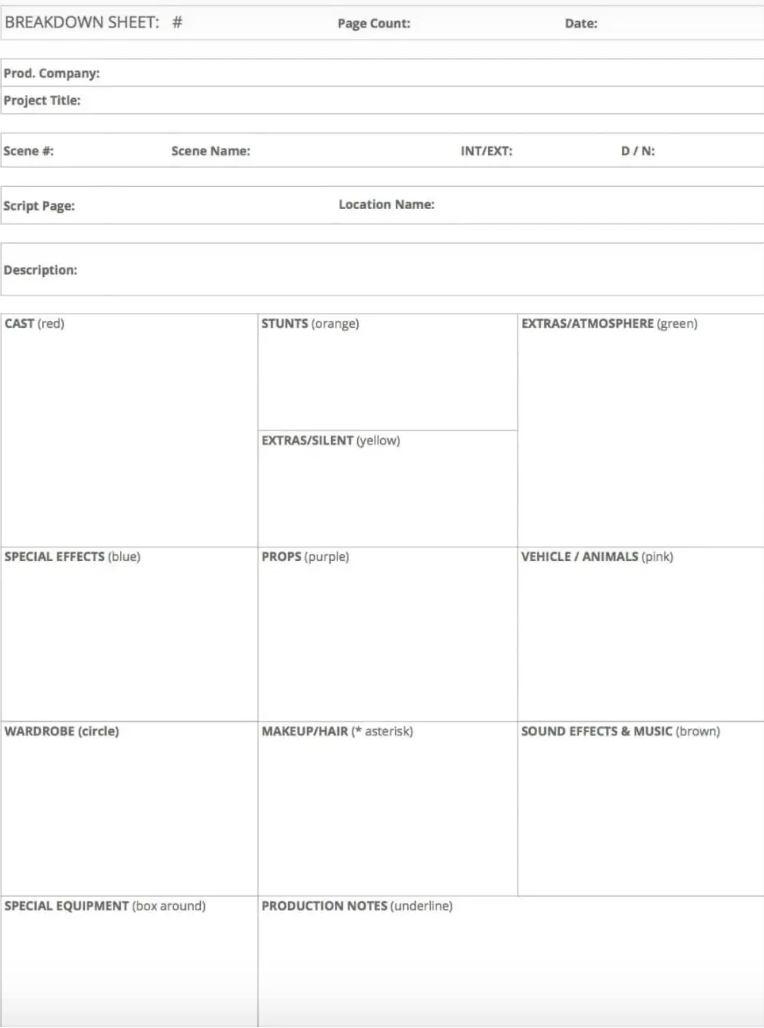 BREAKDOWN SHEET: # Page Count: Date:
Prod. Company:
Project Title:
Scene #: Scene Name: INT/EXT: D / N:
Script Page: Location Name:
Description:
CAST (red) STUNTS (orange) EXTRAS/ATMOSPHERE (green)
EXTRAS/SILENT (yellow)
SPECIAL EFFECTS (blue) PROPS (purple) VEHICLE / ANIMALS (pink)
WARDROBE (circle) MAKEUP/HAIR (* asterisk) SOUND EFFECTS & MUSIC (brown)
SPECIAL EQUIPMENT (box around) PRODUCTION NOTES (underline)